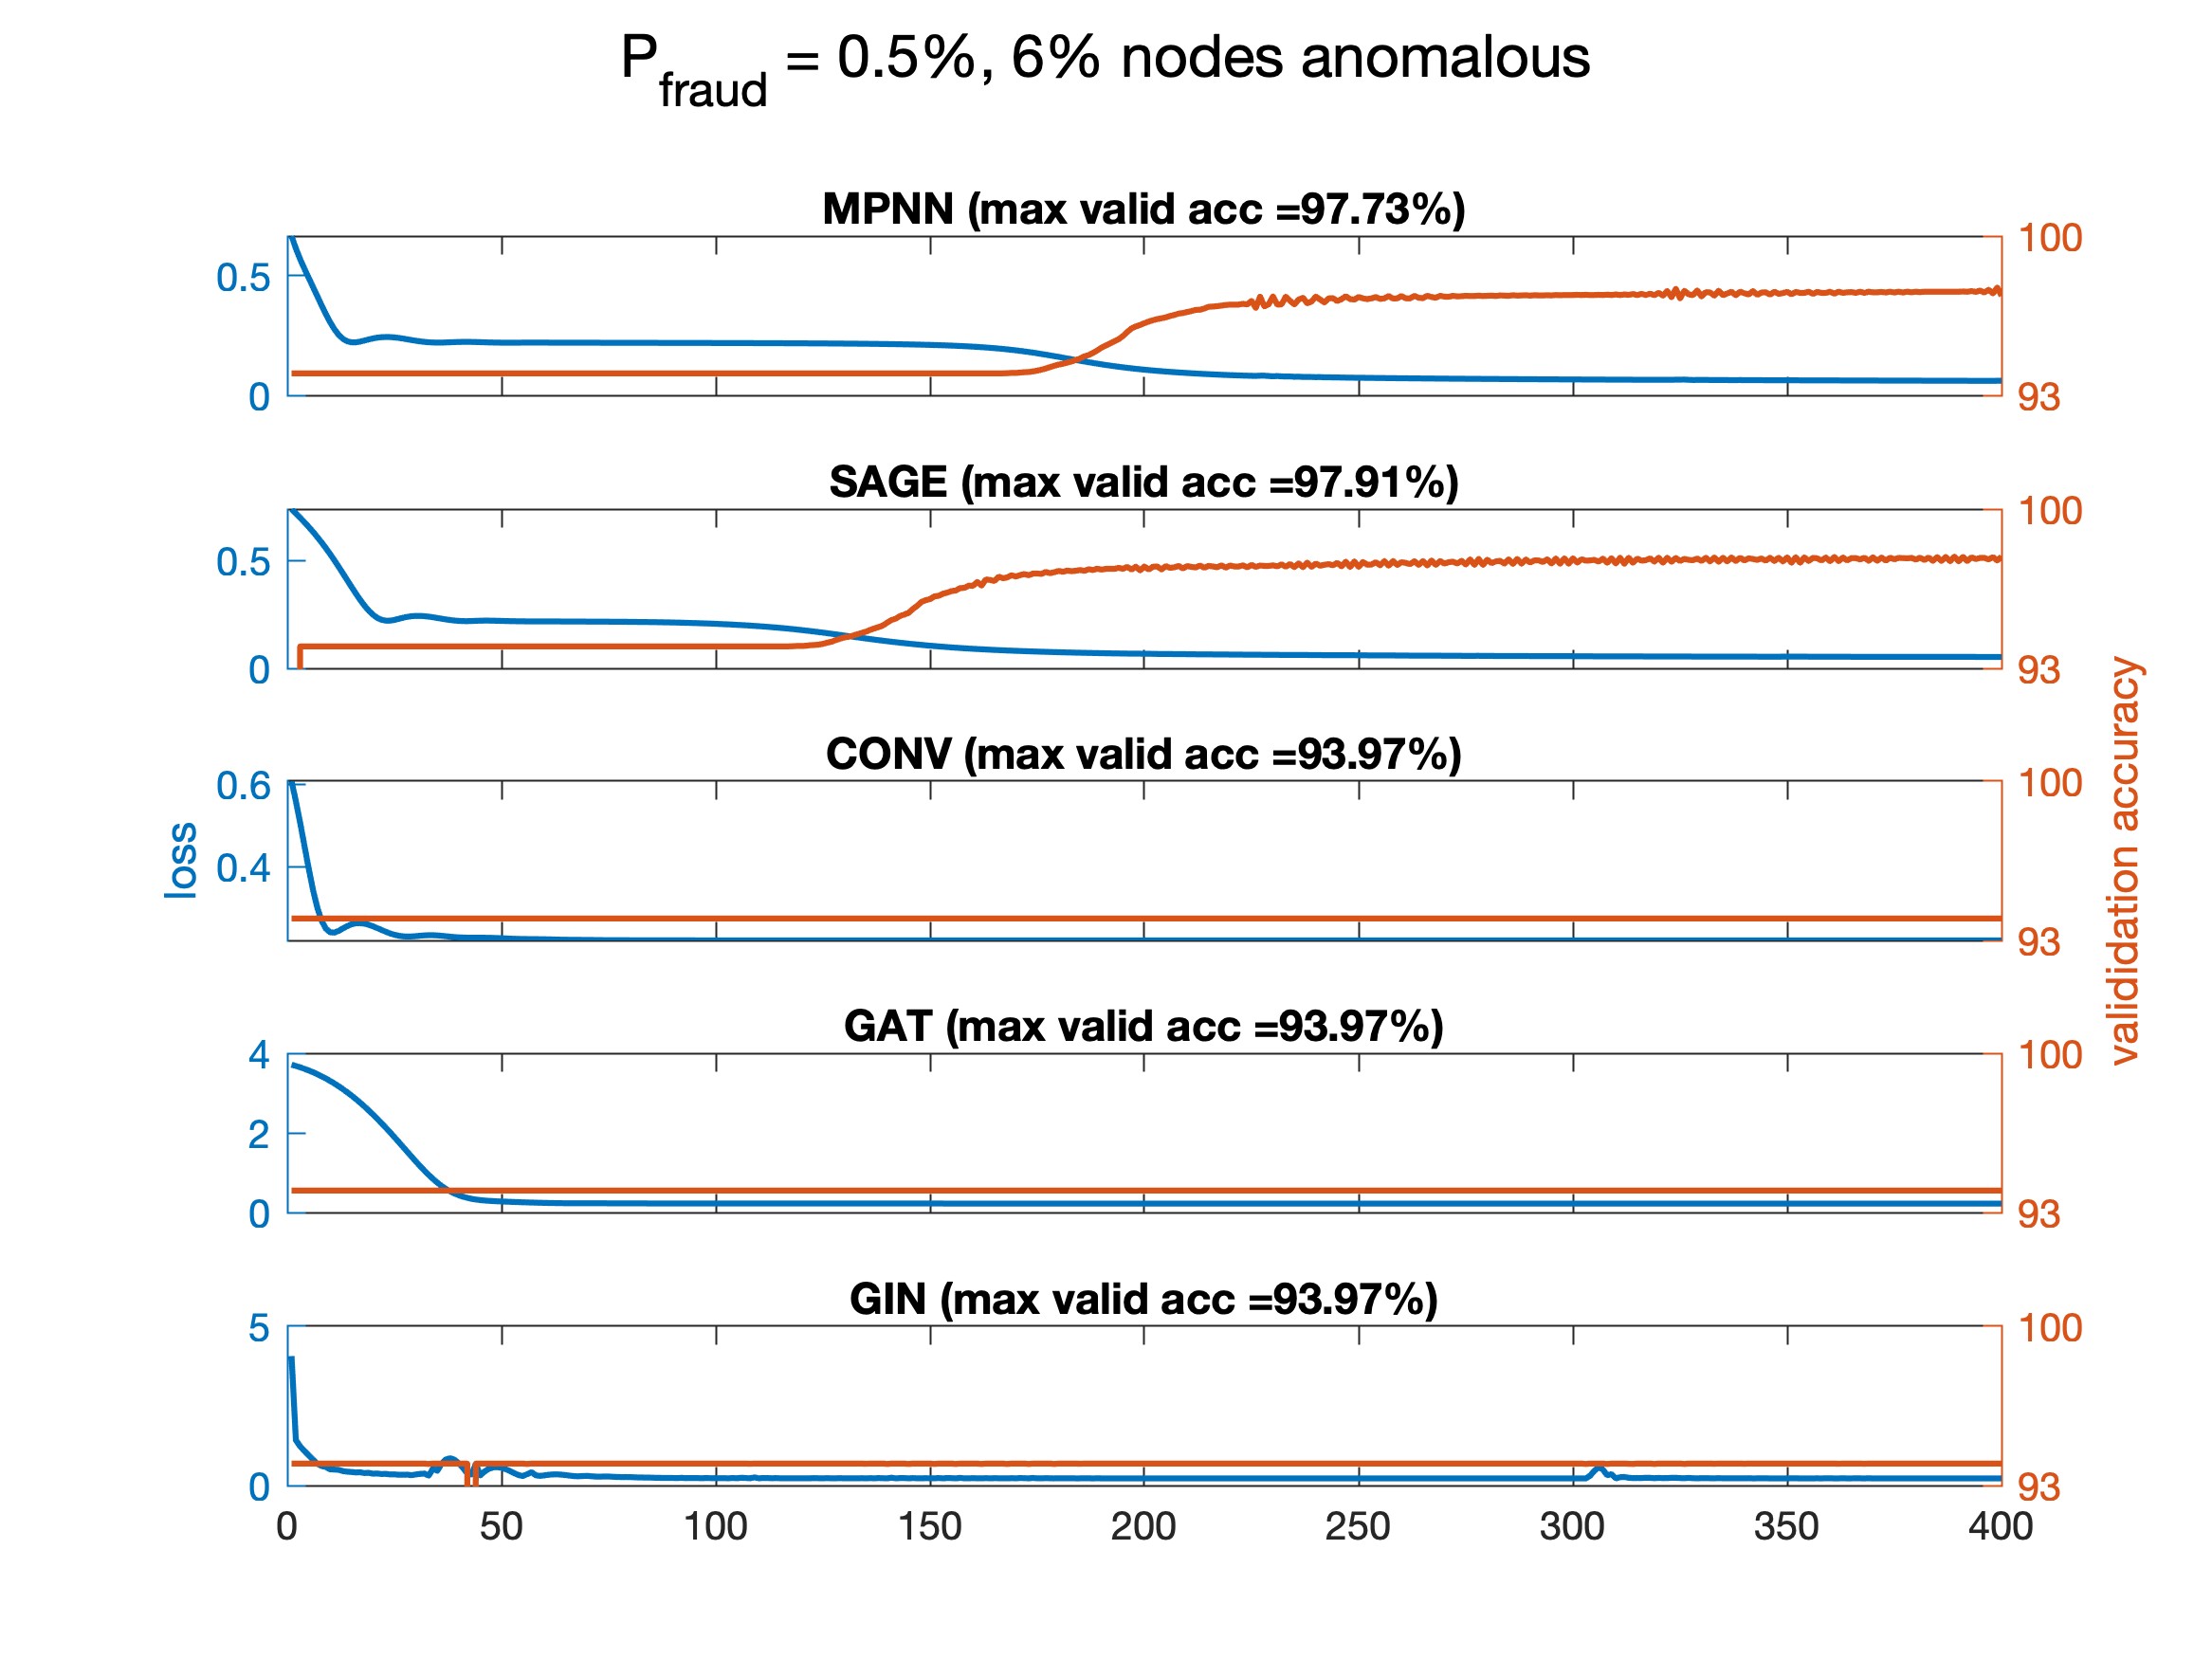 P_fraud = 0.5%, 6% nodes anomalous
MPNN (max valid acc =97.73%)
0.5
0
100
93
SAGE (max valid acc =97.91%)
0.5
0
100
93
CONV (max valid acc =93.97%)
0.6
0.4
100
93
loss
valididation accuracy
GAT (max valid acc =93.97%)
4
2
0
100
93
GIN (max valid acc =93.97%)
5
0
100
93
0 50 100 150 200 250 300 350 400